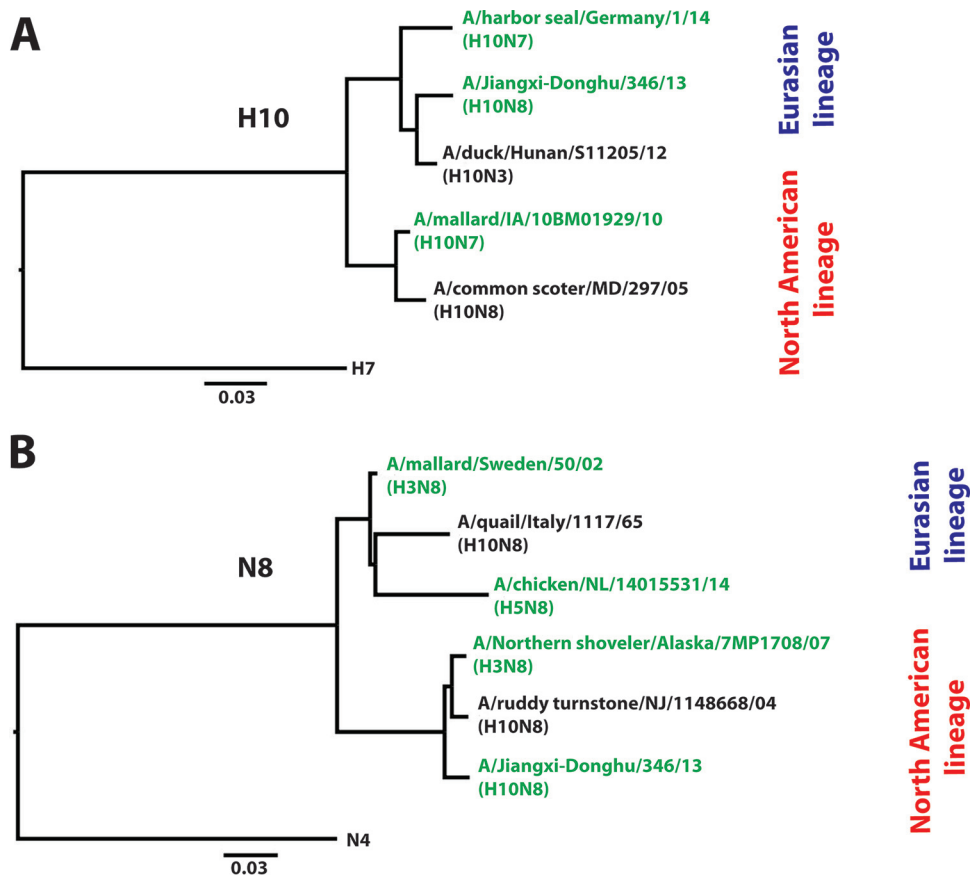 A
A/harbor seal/Germany/1/14
(H10N7)
A/Jiangxi-Donghu/346/13
(H10N8)
H10
A/duck/Hunan/S11205/12
(H10N3)
Eurasian
lineage
A/mallard/IA/10BM01929/10
(H10N7)
A/common scoter/MD/297/05
(H10N8)
North American
lineage
H7
0.03
B
A/mallard/Sweden/50/02
(H3N8)
A/quail/Italy/1117/65
(H10N8)
N8
A/chicken/NL/14015531/14
(H5N8)
Eurasian
lineage
A/Northern shoveler/Alaska/7MP1708/07
(H3N8)
A/ruddy turnstone/NJ/1148668/04
(H10N8)
A/Jiangxi-Donghu/346/13
(H10N8)
North American
lineage
N4
0.03